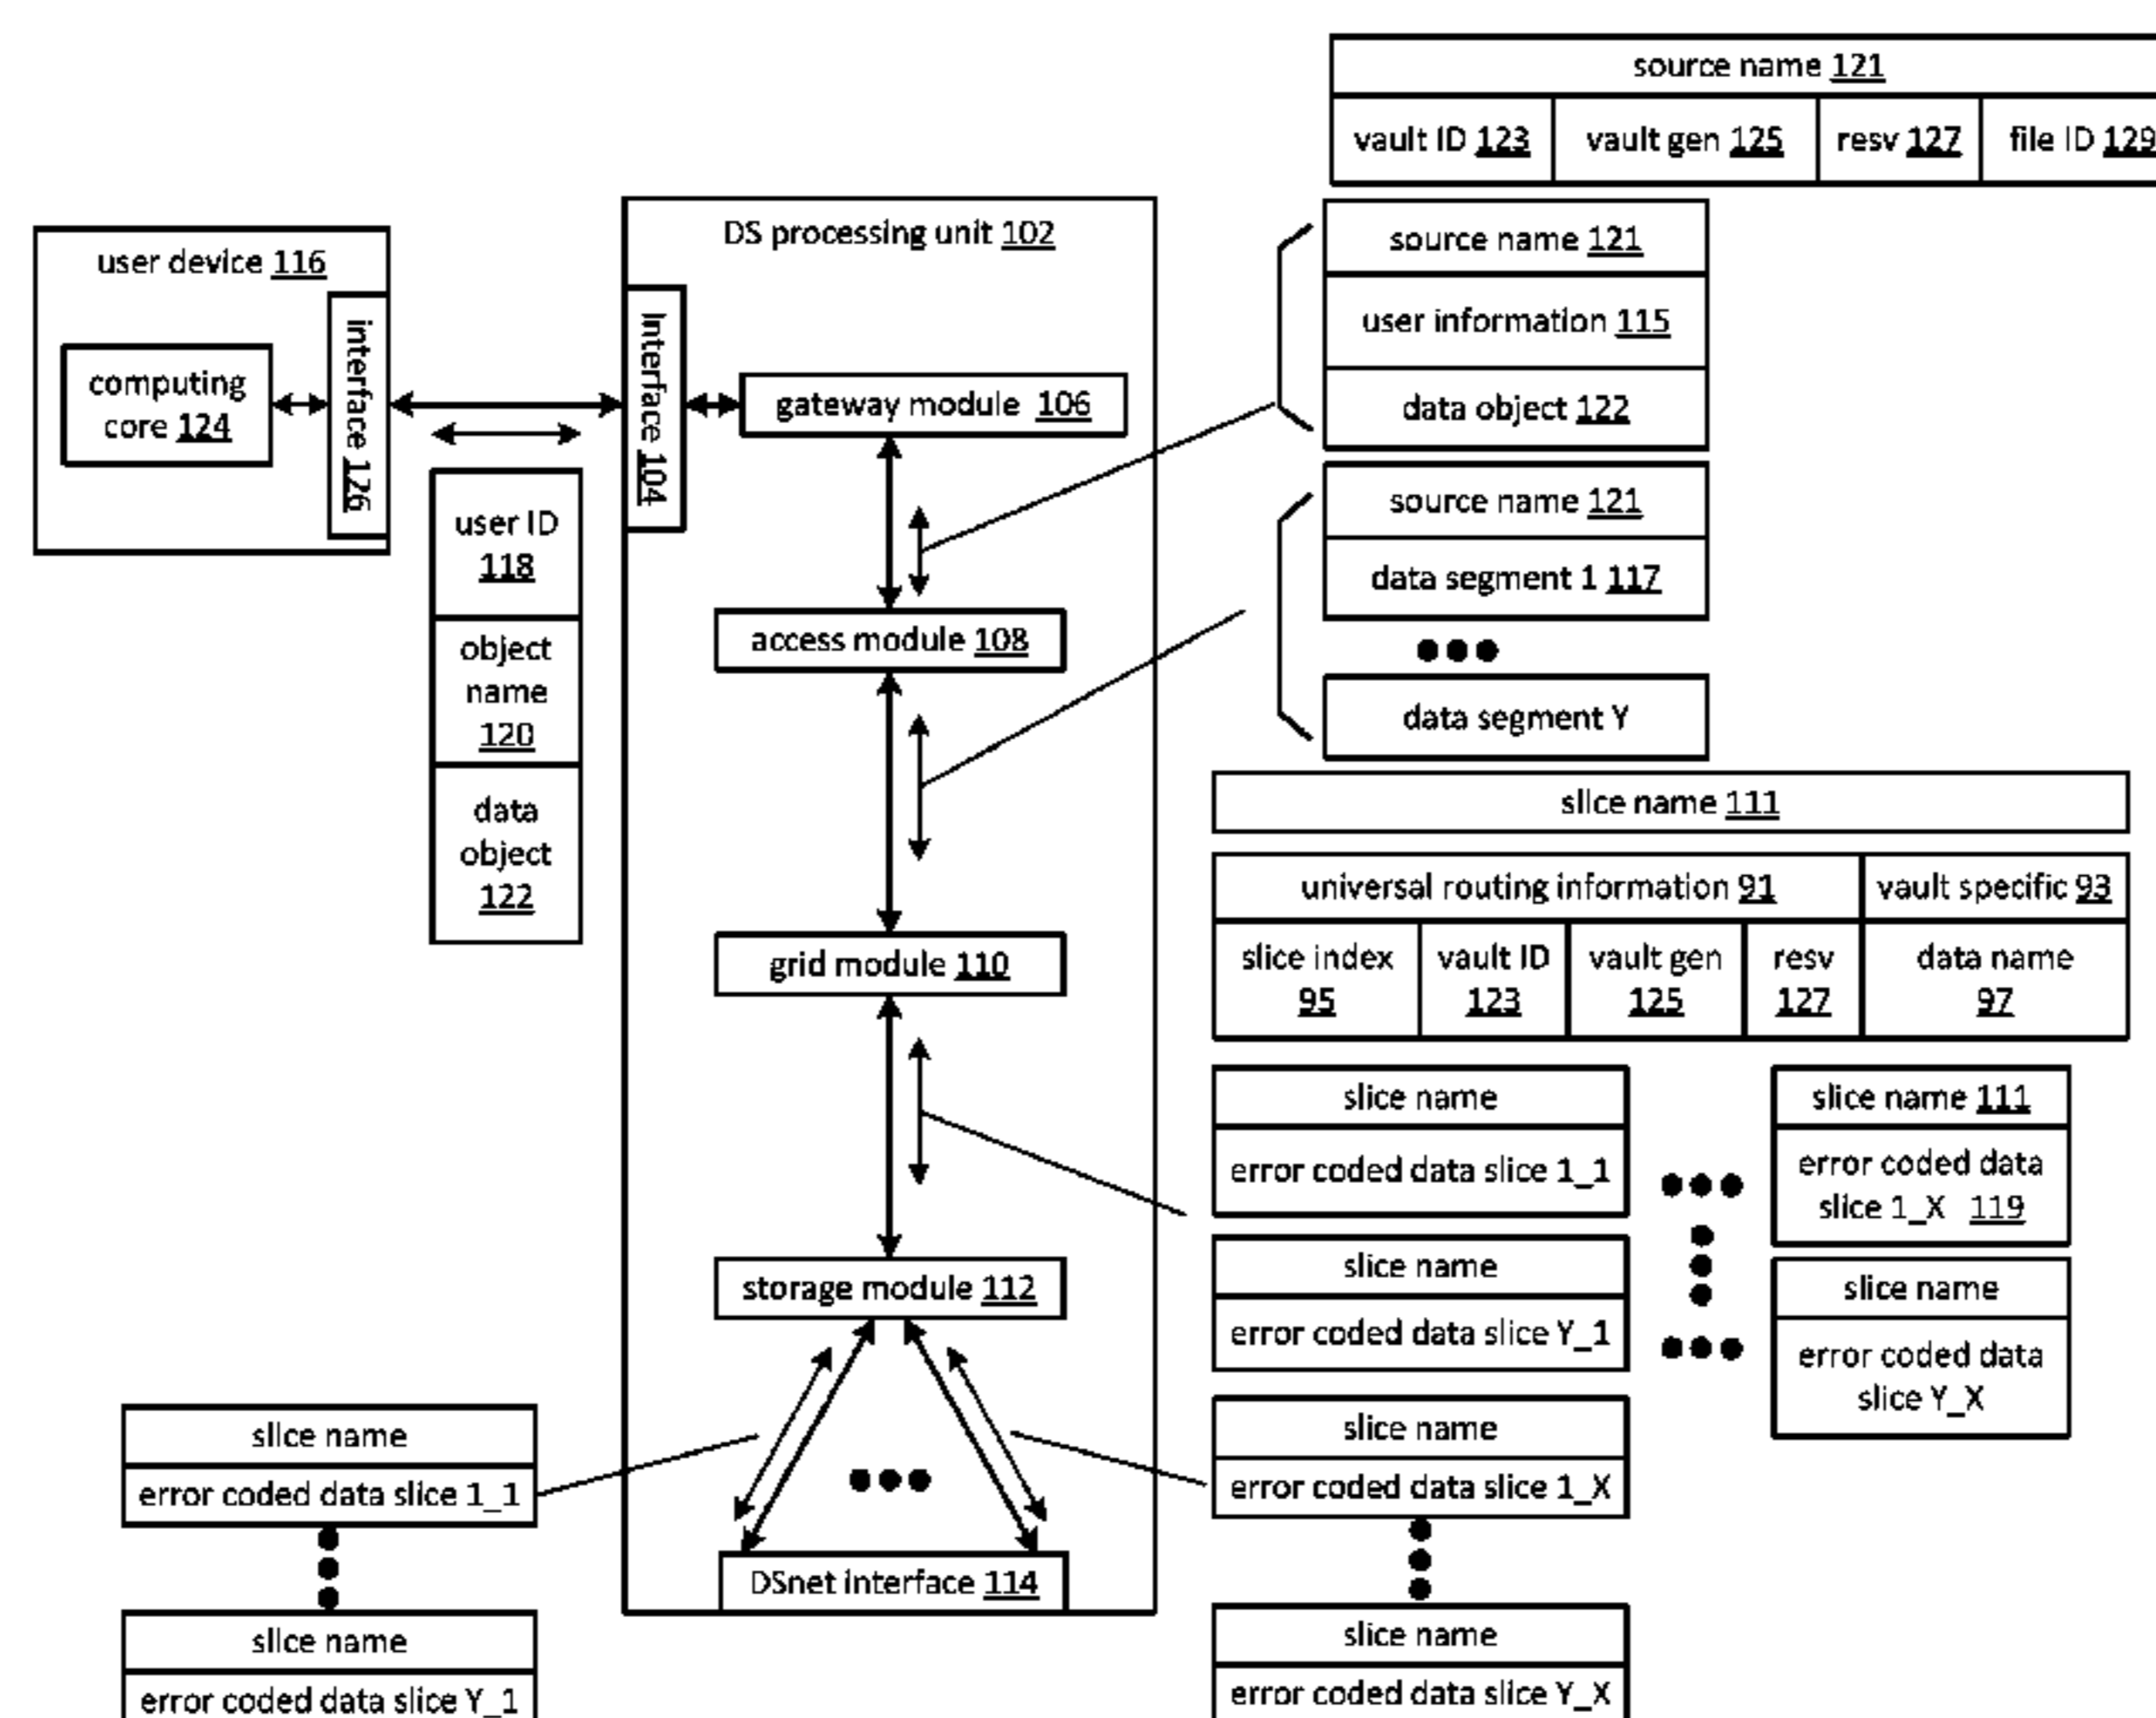 source name 121
vault ID 123
vault gen 125
resv 127
file ID 129
DS processing unit 102
user device 116
computing
core 124
interface 126
interface 104
gateway module 106
source name 121
user information 115
data object 122
user ID
118
object
name
120
data
object
122
source name 121
data segment 1 117
data segment Y
access module 108
slice name 111
universal routing information 91
vault specific 93
slice index
95
vault ID
123
vault gen
125
resv
127
data name
97
grid module 110
slice name
error coded data slice 1_1
slice name 111
error coded data
slice 1_X 119
slice name
error coded data slice Y_1
slice name
error coded data
slice Y_X
storage module 112
slice name
error coded data slice 1_1
slice name
error coded data slice 1_X
DSnet interface 114
slice name
error coded data slice Y_1
slice name
error coded data slice Y_X